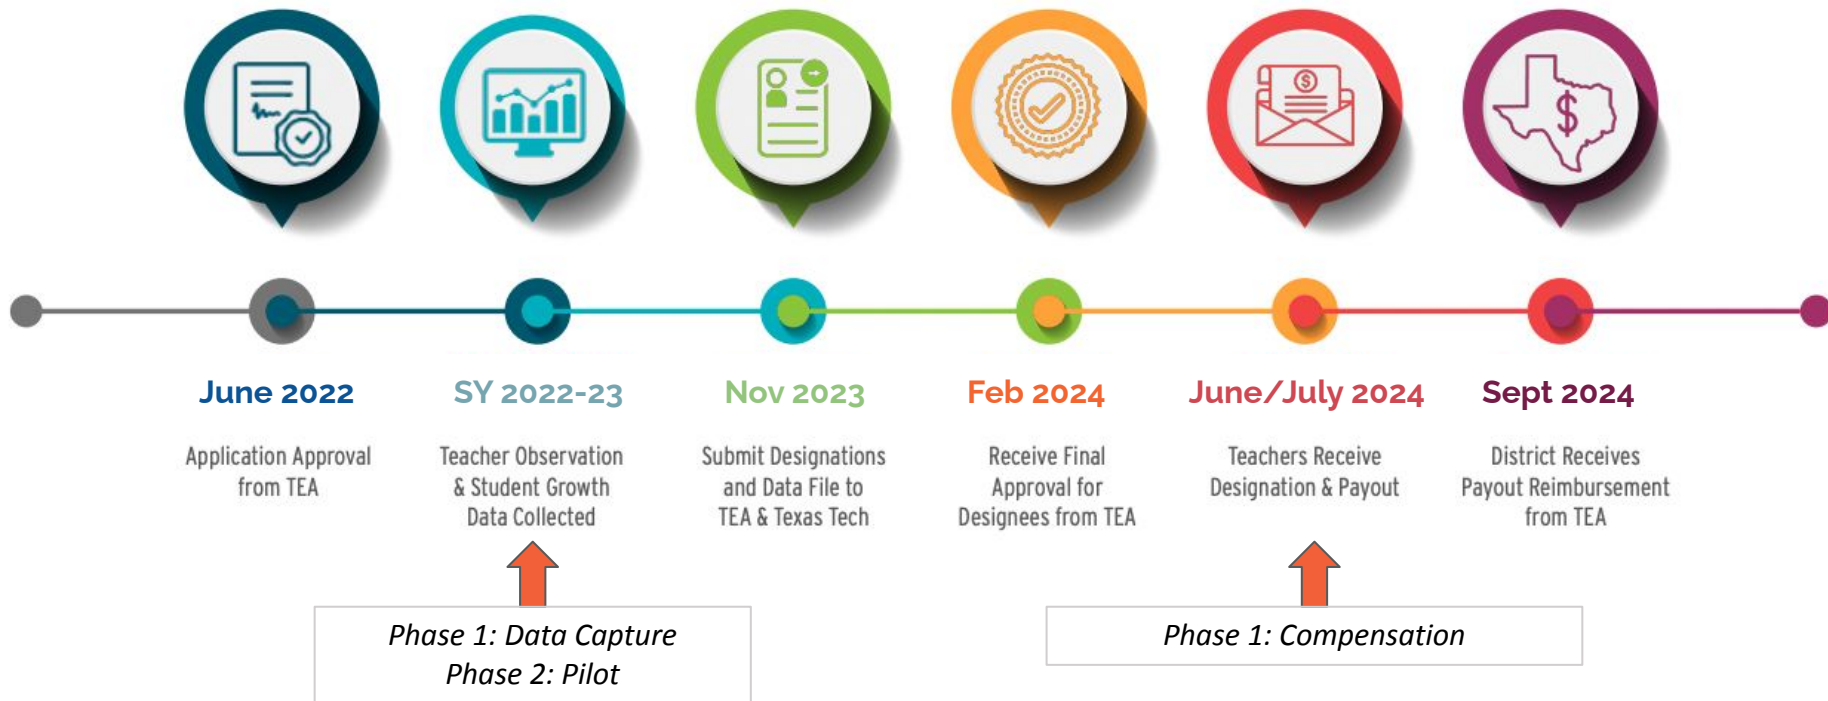 $
$
June 2022
SY 2022-23
Nov 2023
Feb 2024
June/July 2024
Sept 2024
Application Approval
from TEA
Teacher Observation
& Student Growth
Data Collected
Submit Designations
and Data File to
TEA & Texas Tech
Receive Final
Approval for
Designees from TEA
Teachers Receive
Designation & Payout
District Receives
Payout Reimbursement
from TEA
Phase 1: Data Capture
Phase 2: Pilot
Phase 1: Compensation